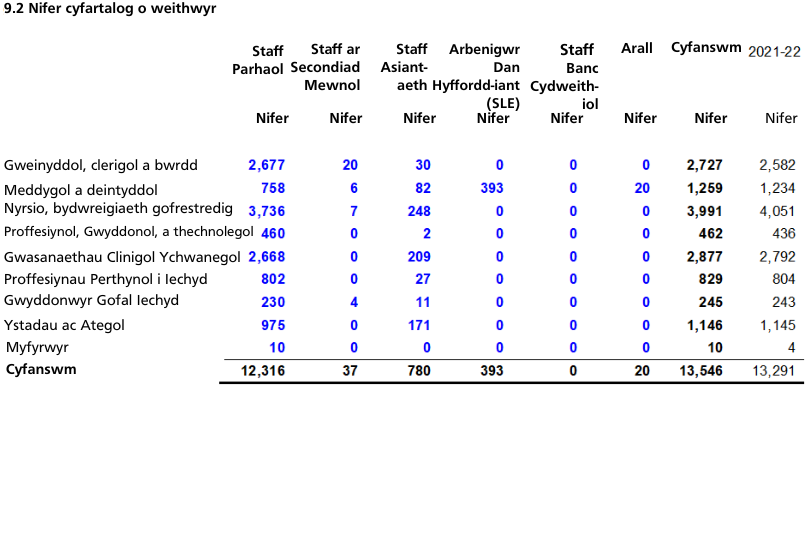 9.2 Nifer cyfartalog o weithwyr
Staff Parhaol Staff ar Secondiad Mewnol Staff Asiant-aeth Arbenigwr Dan Hyfforddd-iant (SLE) Staff Banc Cydweith-iol Arall Cyfanswm 2021-22
Nifer Nifer Nifer Nifer Nifer Nifer Nifer Nifer
Gweinyddol, clerigol a bwrdd 2,677 20 30 0 0 0 2,727 2,582
Meddygol a deintyddol 758 6 82 393 0 20 1,259 1,234
Nyrsio, bydwreigiaeth gofrestredig 3,736 7 248 0 0 0 3,991 4,051
Proffesiynol, Gwyddonol, a thechnolegol 460 0 2 0 0 0 462 436
Gwasanaethau Clinigol Ychwanegol 2,668 0 209 0 0 0 2,877 2,792
Proffesiynau Perthynol i Iechyd 802 0 27 0 0 0 829 804
Gwyddonwyr Gofal Iechyd 230 4 11 0 0 0 245 243
Ystadau ac Ategol 975 0 171 0 0 0 1,146 1,145
Myfyrwyr 10 0 0 0 0 0 10 4
Cyfanswm 12,316 37 780 393 0 20 13,546 13,291